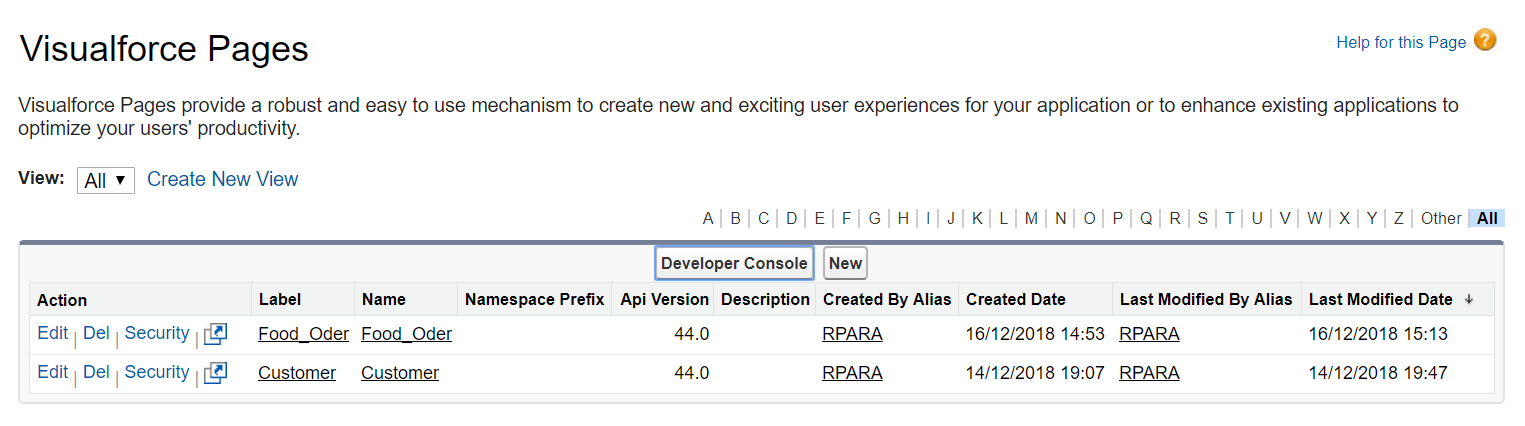 Visualforce Pages
Help for this Page ?
Visualforce Pages provide a robust and easy to use mechanism to create new and exciting user experiences for your application or to enhance existing applications to
optimize your users' productivity.
View: All ▼ Create New View
A | B | C | D | E | F | G | H | I | J | K | L | M | N | O | P | Q | R | S | T | U | V | W | X | Y | Z | Other | All
Developer Console New
Action Label Name Namespace Prefix Api Version Description Created By Alias Created Date Last Modified By Alias Last Modified Date ↓
Edit | Del | Security | Food_Oder Food_Oder 44.0 RPARA 16/12/2018 14:53 RPARA 16/12/2018 15:13
Edit | Del | Security | Customer Customer 44.0 RPARA 14/12/2018 19:07 RPARA 14/12/2018 19:47